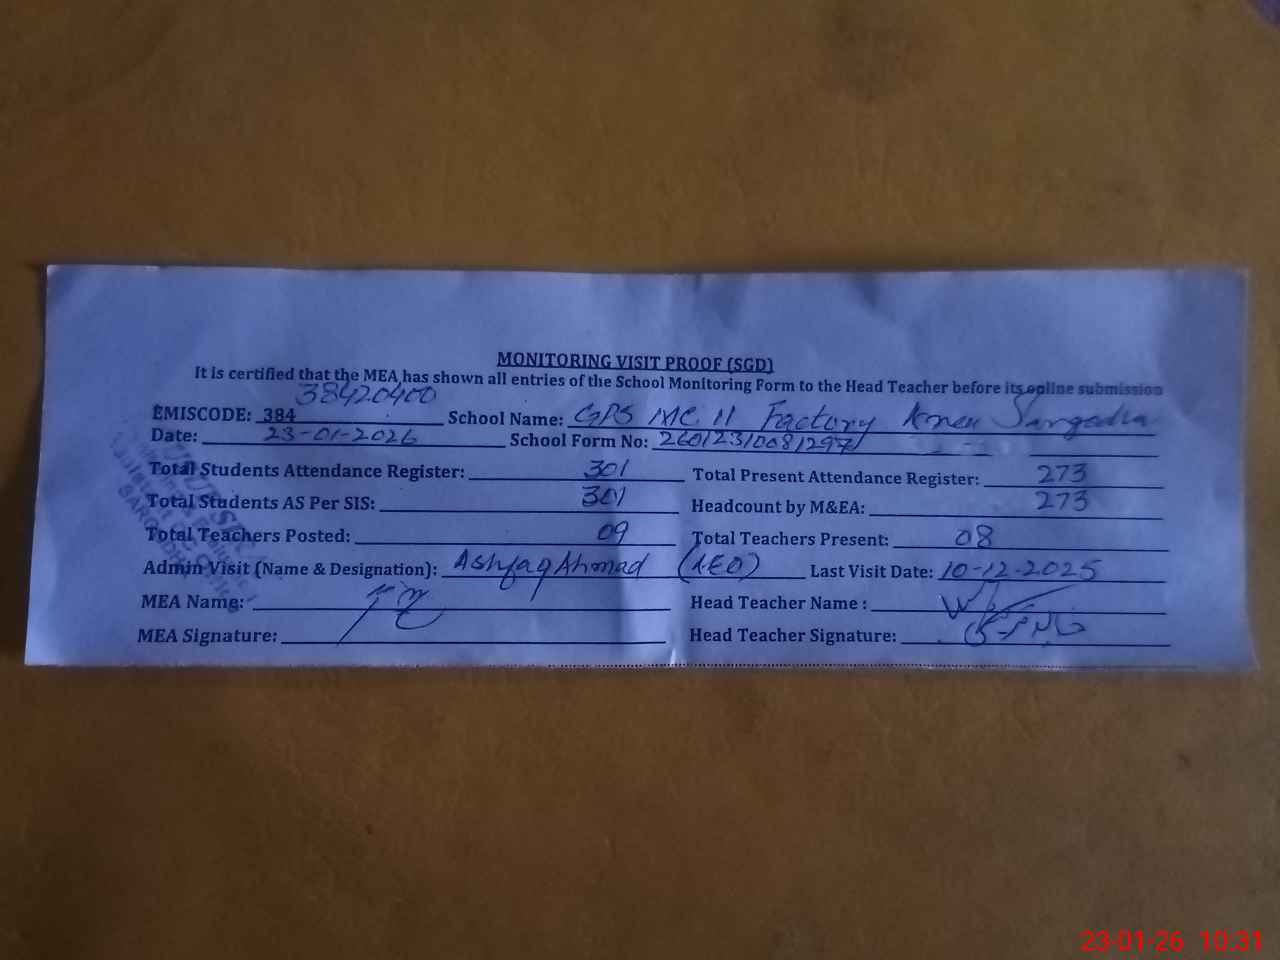 MONITORING VISIT PROOF (SGD)
It is certified that the MEA has shown all entries of the School Monitoring Form to the Head Teacher before its online submission
38420400
EMISCODE: 384 School Name: GPS MC 11 Factory Area Sargodha
Date: 23-01-2026 School Form No: 26012310081297
Total Students Attendance Register: 301 Total Present Attendance Register: 273
Total Students AS Per SIS: 301 Headcount by M&EA: 273
Total Teachers Posted: 09 Total Teachers Present: 08
Admin Visit (Name & Designation): Ashfaq Ahmad (AEO) Last Visit Date: 10-12-2025
MEA Name: Head Teacher Name :
MEA Signature: Head Teacher Signature:
23-01-26 10:31